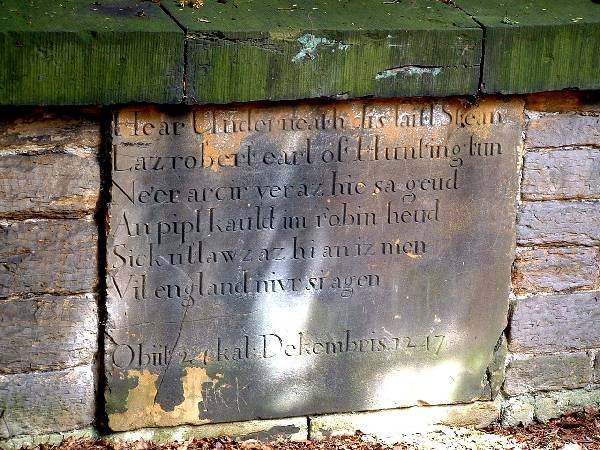 Hear Underneath dis laitl Stean
Laz robert earl of Huntingtun
Ne'er arcir ver az hie sa geud
An pipl kauld im robin heud
Sick utlawz az hi an iz men
Vil england nivr si agen
Obiit 24 kal: Dekembris 1247